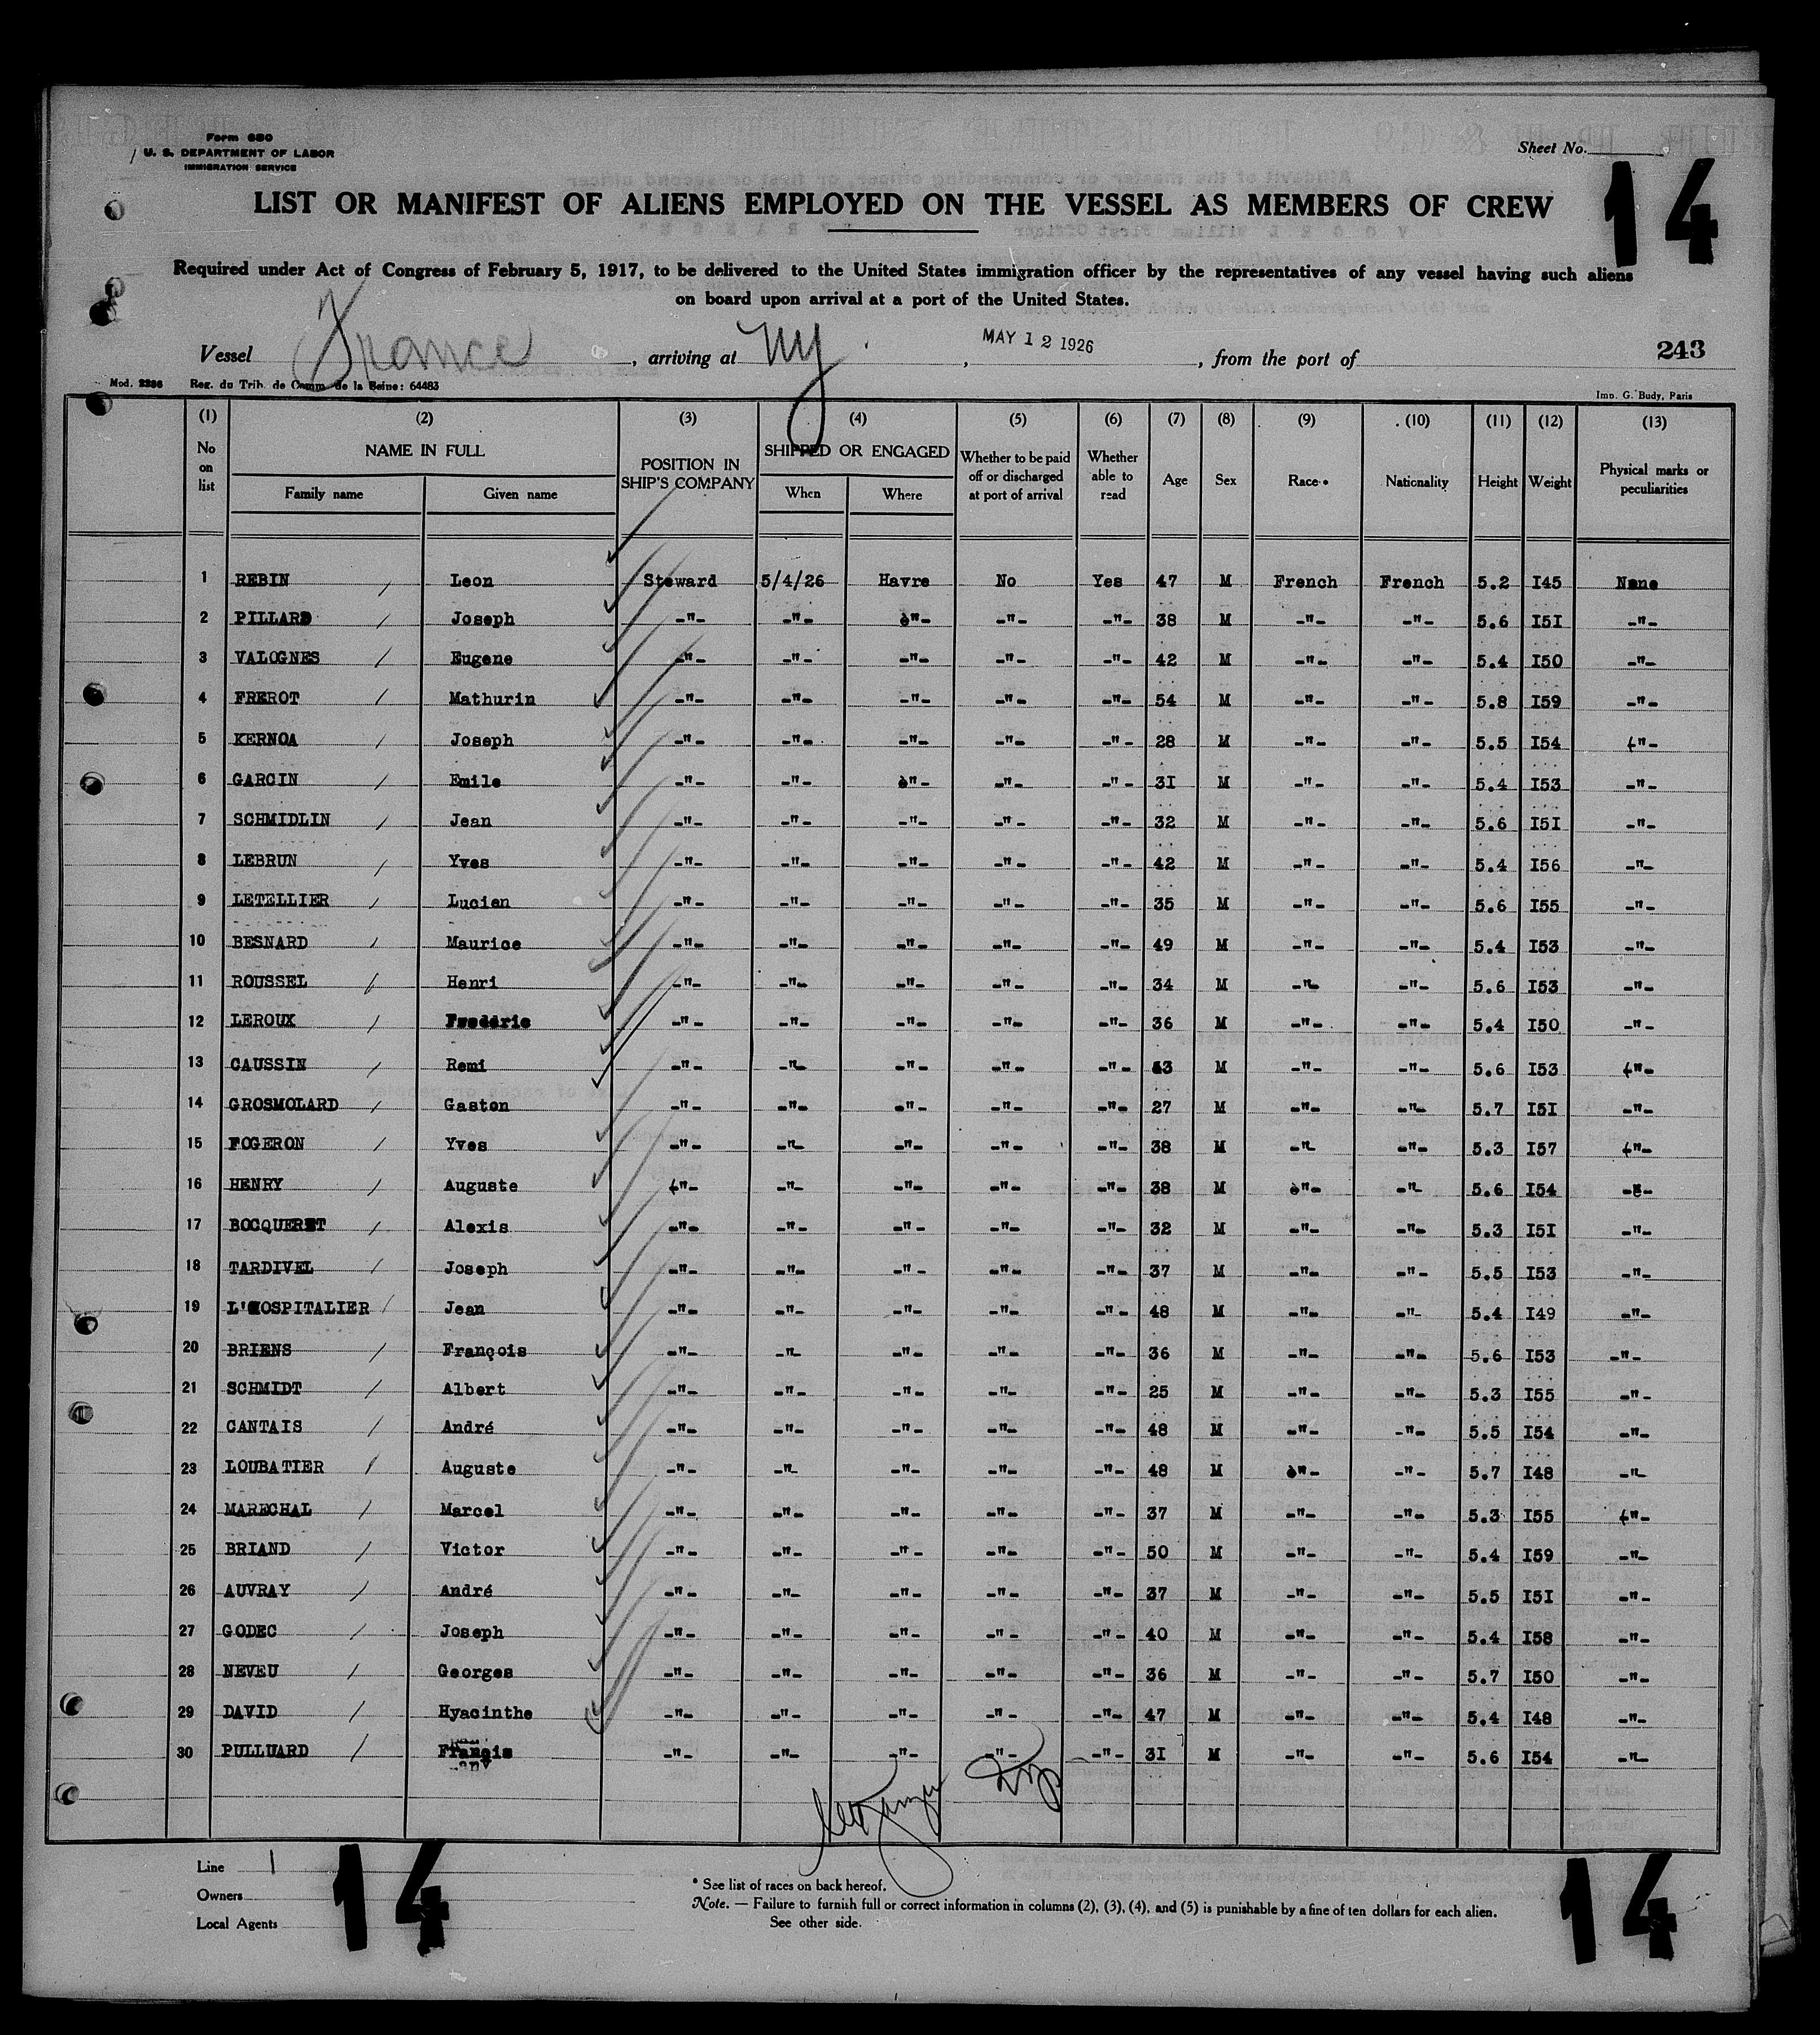 Form 680
U. S. DEPARTMENT OF LABOR
IMMIGRATION SERVICE
Sheet No.
14
LIST OR MANIFEST OF ALIENS EMPLOYED ON THE VESSEL AS MEMBERS OF CREW
Required under Act of Congress of February 5, 1917, to be delivered to the United States immigration officer by the representatives of any vessel having such aliens
on board upon arrival at a port of the United States.
Vessel France, arriving at NY, MAY 12 1926, from the port of 243
Mod. 2286 Reg. du Trib. de Comm. de la Seine: 64483 Imp. G. Budy, Paris
(1) (2) (3) (4) (5) (6) (7) (8) (9) (10) (11) (12) (13)
No on list NAME IN FULL Family name Given name POSITION IN SHIP'S COMPANY SHIPPED OR ENGAGED When Where Whether to be paid off or discharged at port of arrival Whether able to read Age Sex Race* Nationality Height Weight Physical marks or peculiarities
1 REBIN / Leon Steward 5/4/26 Havre No Yes 47 M French French 5.2 I45 None
2 PILLARD / Joseph -"- -"- -"- -"- -"- 38 M -"- -"- 5.6 I5I -"-
3 VALOGNES / Eugene -"- -"- -"- -"- -"- 42 M -"- -"- 5.4 I50 -"-
4 FREROT / Mathurin -"- -"- -"- -"- -"- 54 M -"- -"- 5.8 I59 -"-
5 KERNOA / Joseph -"- -"- -"- -"- -"- 28 M -"- -"- 5.5 I54 ("-
6 GARCIN / Emile -"- -"- -"- -"- -"- 3I M -"- -"- 5.4 I53 -"-
7 SCHMIDLIN / Jean -"- -"- -"- -"- -"- 32 M -"- -"- 5.6 I5I -"-
8 LEBRUN / Yves -"- -"- -"- -"- -"- 42 M -"- -"- 5.4 I56 -"-
9 LETELLIER / Lucien -"- -"- -"- -"- -"- 35 M -"- -"- 5.6 I55 -"-
10 BESNARD / Maurice -"- -"- -"- -"- -"- 49 M -"- -"- 5.4 I53 -"-
11 ROUSSEL / Henri -"- -"- -"- -"- -"- 34 M -"- -"- 5.6 I53 -"-
12 LEROUX / Frederic -"- -"- -"- -"- -"- 36 M -"- -"- 5.4 I50 -"-
13 CAUSSIN / Remi -"- -"- -"- -"- -"- 43 M -"- -"- 5.6 I53 ("-
14 GROSMOLARD / Gaston -"- -"- -"- -"- -"- 27 M -"- -"- 5.7 I5I -"-
15 FOGERON / Yves -"- -"- -"- -"- -"- 38 M -"- -"- 5.3 I57 ("-
16 HENRY / Auguste ("- -"- -"- -"- -"- 38 M è"- -"- 5.6 I54 -"-
17 BOCQUERET Alexis -"- -"- -"- -"- -"- 32 M -"- -"- 5.3 I5I -"-
18 TARDIVEL / Joseph -"- -"- -"- -"- -"- 37 M -"- -"- 5.5 I53 -"-
19 L'HOSPITALIER / Jean -"- -"- -"- -"- -"- 48 M -"- -"- 5.4 I49 -"-
20 BRIENS / François -"- -"- -"- -"- -"- 36 M -"- -"- 5.6 I53 -"-
21 SCHMIDT / Albert -"- -"- -"- -"- -"- 25 M -"- -"- 5.3 I55 -"-
22 CANTAIS / André -"- -"- -"- -"- -"- 48 M -"- -"- 5.5 I54 -"-
23 LOUBATIER / Auguste -"- -"- -"- -"- -"- 48 M è"- -"- 5.7 I48 -"-
24 MARECHAL / Marcel -"- -"- -"- -"- -"- 37 M -"- -"- 5.3 I55 ("-
25 BRIAND / Victor -"- -"- -"- -"- -"- 50 M -"- -"- 5.4 I59 -"-
26 AUVRAY / André -"- -"- -"- -"- -"- 37 M -"- -"- 5.5 I5I -"-
27 GODEC / Joseph -"- -"- -"- -"- -"- 40 M -"- -"- 5.4 I58 -"-
28 NEVEU / Georges -"- -"- -"- -"- -"- 36 M -"- -"- 5.7 I50 -"-
29 DAVID / Hyacinthe -"- -"- -"- -"- -"- 47 M -"- -"- 5.4 I48 -"-
30 PULLUARD / -"- -"- -"- -"- -"- 3I M -"- -"- 5.6 I54 -"-
Line 1
Owners
Local Agents
14
14
* See list of races on back hereof.
Note. — Failure to furnish full or correct information in columns (2), (3), (4), and (5) is punishable by a fine of ten dollars for each alien.
See other side.